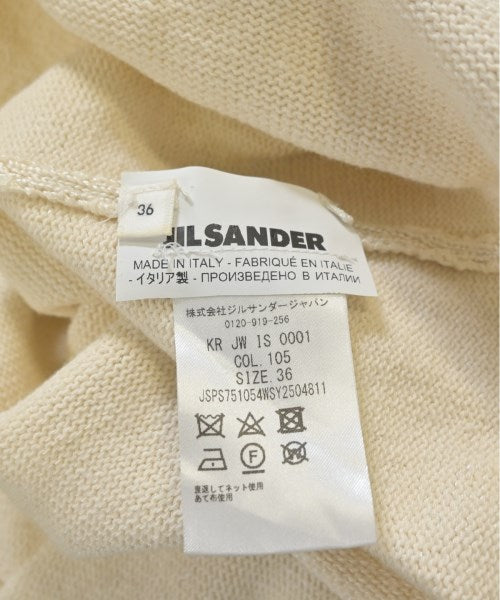 36
JIL SANDER
MADE IN ITALY - FABRIQUÉ EN ITALIE
- イタリア製 - ПРОИЗВЕДЕНО В ИТАЛИИ
株式会社ジルサンダージャパン
0120-919-256
KR JW IS 0001
COL.105
SIZE.36
JSPS751054WSY2504811
F
W
裏返してネット使用
あて布使用